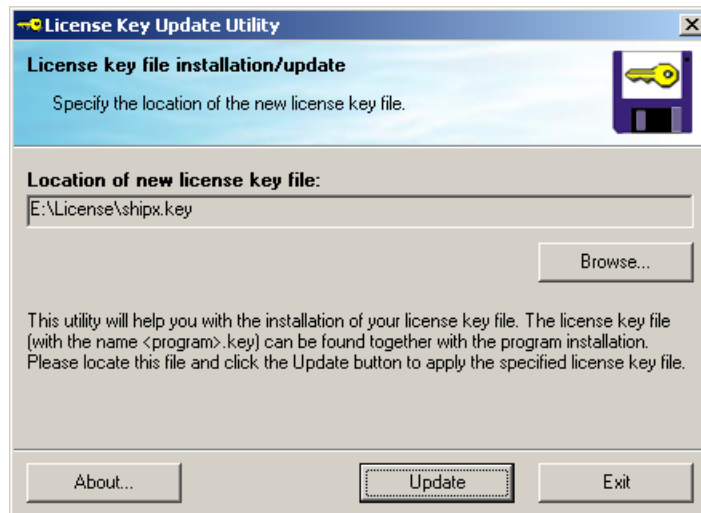 License Key Update Utility
License key file installation/update
Specify the location of the new license key file.
Location of new license key file:
E:\License\shipx.key
Browse...
This utility will help you with the installation of your license key file. The license key file
(with the name <program>.key) can be found together with the program installation.
Please locate this file and click the Update button to apply the specified license key file.
About...
Update
Exit